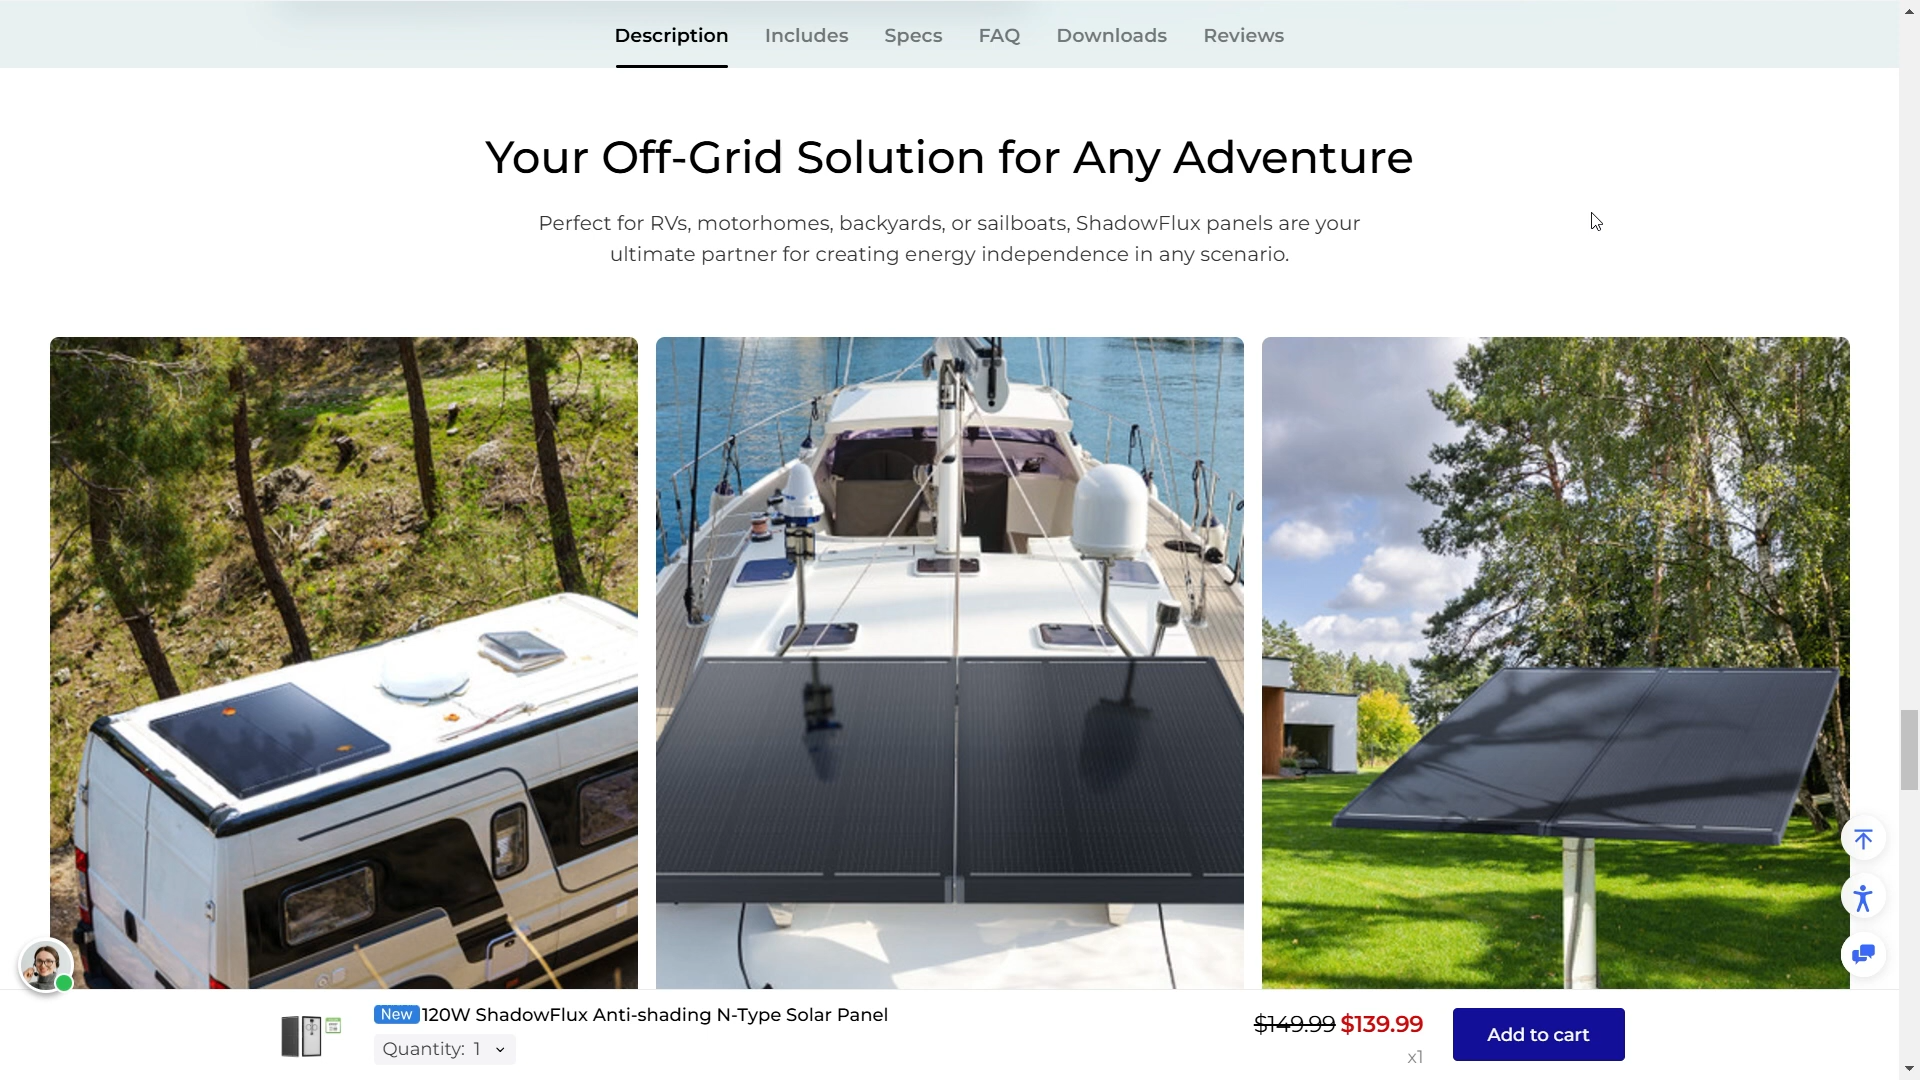 Description Includes Specs FAQ Downloads Reviews
Your Off-Grid Solution for Any Adventure
Perfect for RVs, motorhomes, backyards, or sailboats, ShadowFlux panels are your
ultimate partner for creating energy independence in any scenario.
New 120W ShadowFlux Anti-shading N-Type Solar Panel
Quantity: 1
$149.99 $139.99
x1
Add to cart